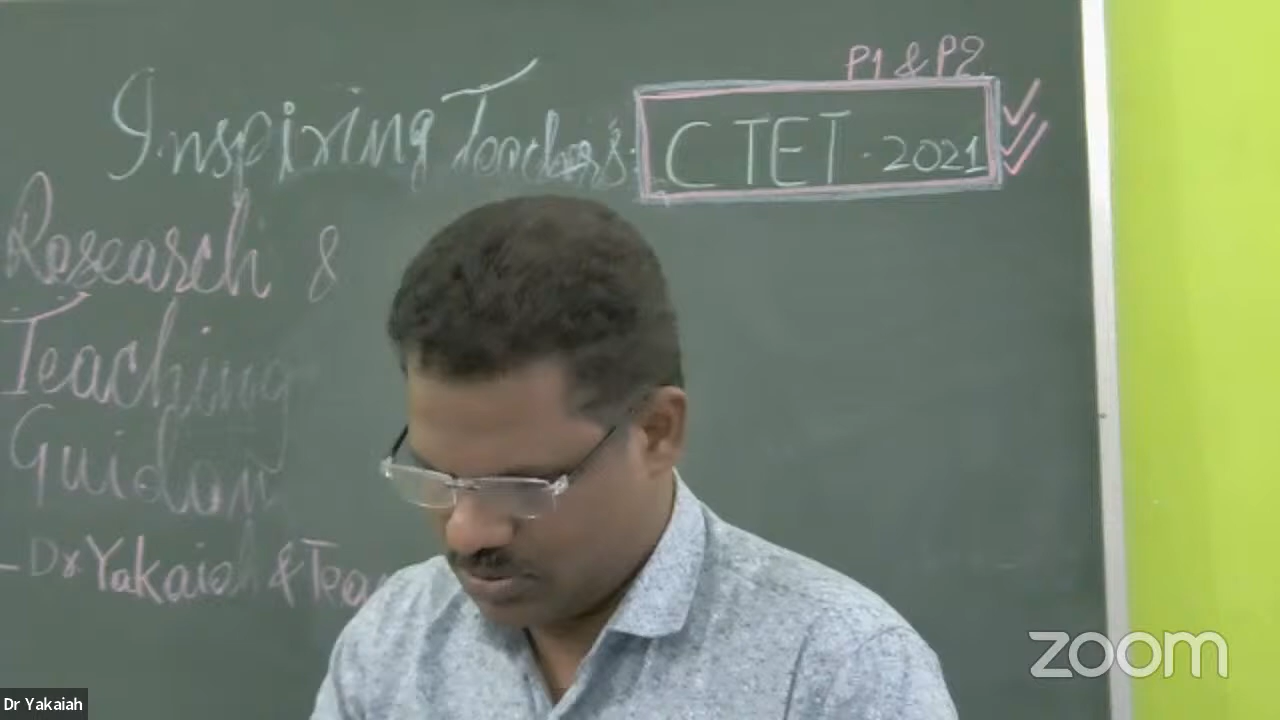 P1 & P2
Inspiring Teachers: CTET - 2021
Research &
Teaching
Guidan
- Dr Yakaiah & Tea
zoom
Dr Yakaiah